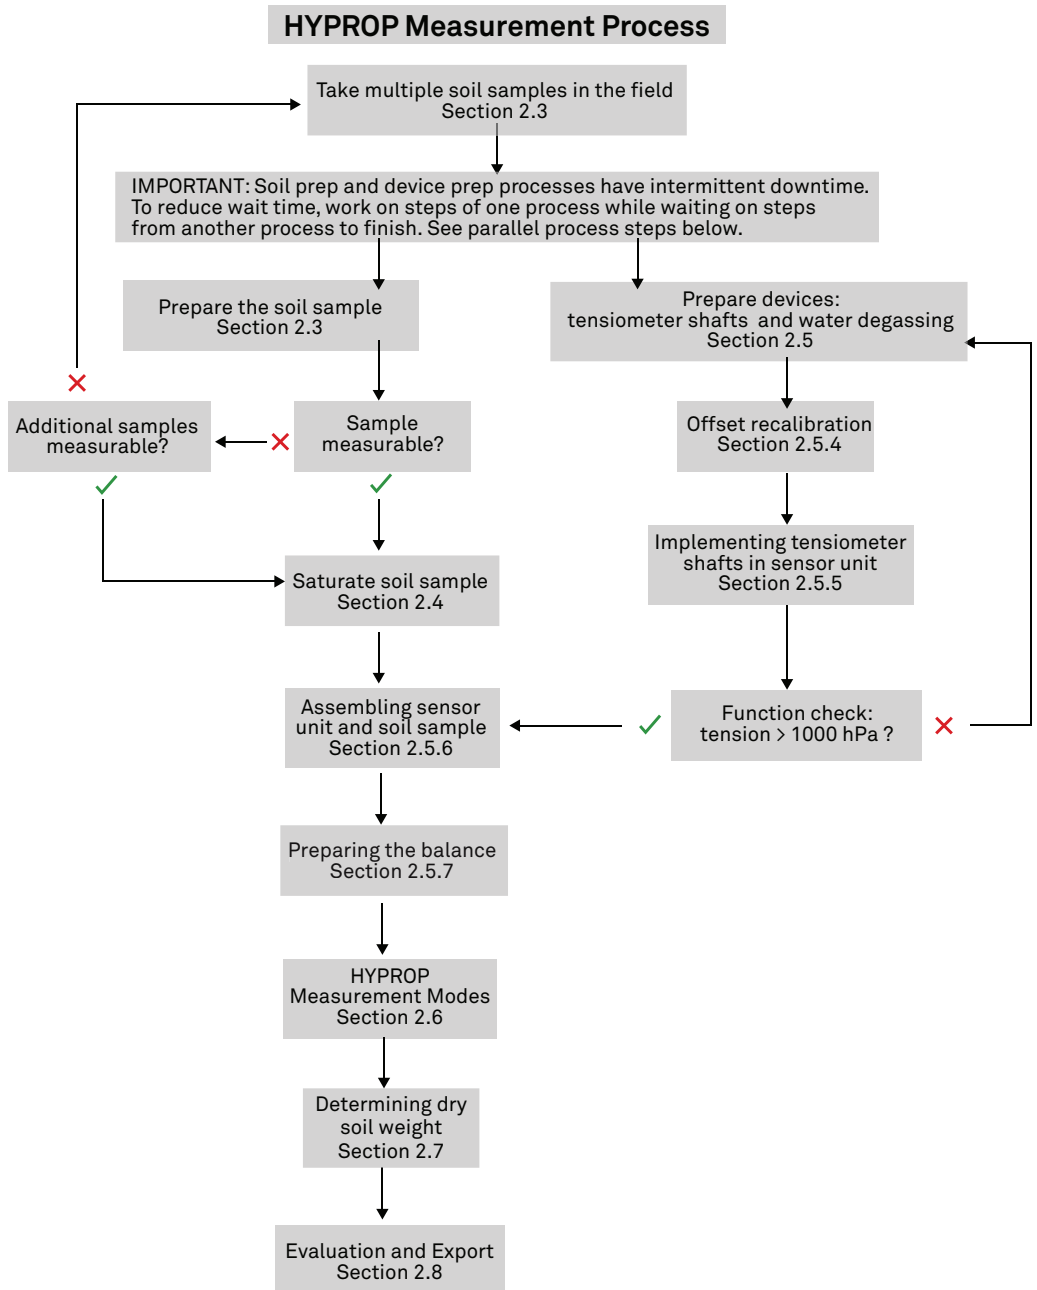 HYPROP Measurement Process
Take multiple soil samples in the field
Section 2.3
IMPORTANT: Soil prep and device prep processes have intermittent downtime.
To reduce wait time, work on steps of one process while waiting on steps
from another process to finish. See parallel process steps below.
Prepare the soil sample
Section 2.3
Prepare devices:
tensiometer shafts and water degassing
Section 2.5
Additional samples
measurable?
Sample
measurable?
Offset recalibration
Section 2.5.4
Implementing tensiometer
shafts in sensor unit
Section 2.5.5
Saturate soil sample
Section 2.4
Assembling sensor
unit and soil sample
Section 2.5.6
Function check:
tension > 1000 hPa ?
Preparing the balance
Section 2.5.7
HYPROP
Measurement Modes
Section 2.6
Determining dry
soil weight
Section 2.7
Evaluation and Export
Section 2.8